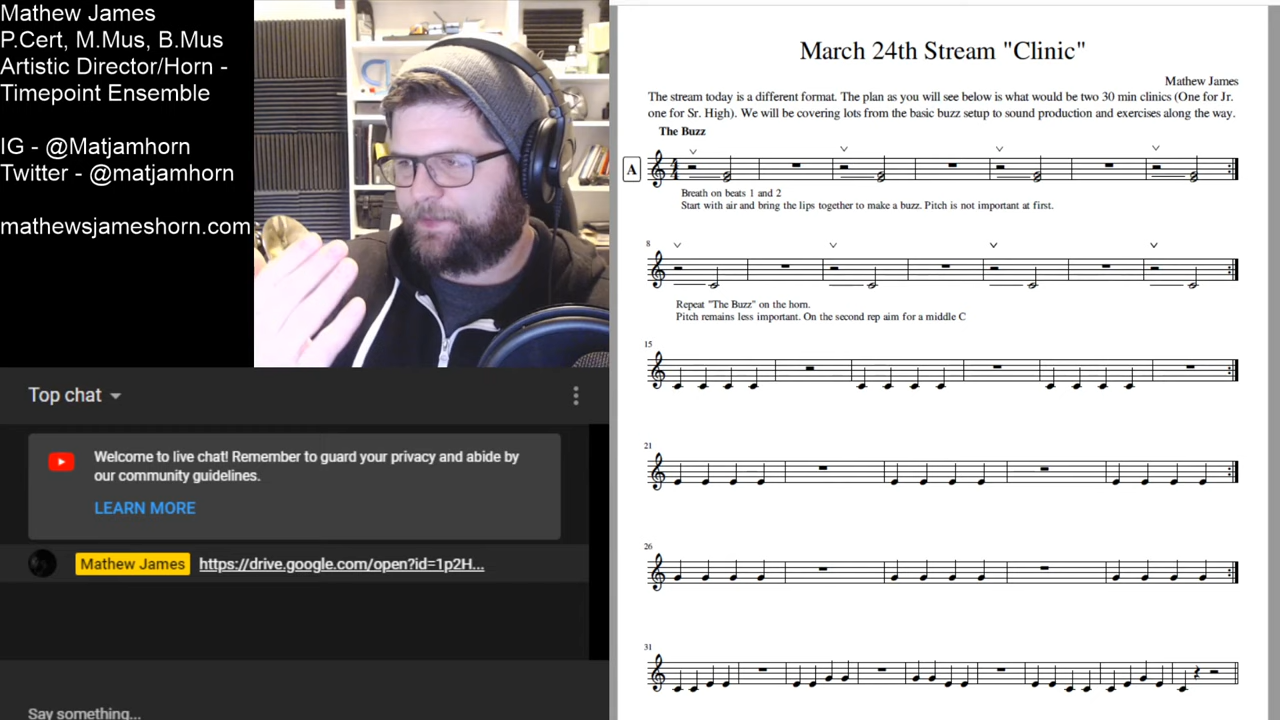 Mathew James
P.Cert, M.Mus, B.Mus
Artistic Director/Horn -
Timepoint Ensemble
IG - @Matjamhorn
Twitter - @matjamhorn
mathewsjameshorn.com
Top chat
Welcome to live chat! Remember to guard your privacy and abide by
our community guidelines.
LEARN MORE
Mathew James https://drive.google.com/open?id=1p2H...
Say something...
March 24th Stream "Clinic"
Mathew James
The stream today is a different format. The plan as you will see below is what would be two 30 min clinics (One for Jr.
one for Sr. High). We will be covering lots from the basic buzz setup to sound production and exercises along the way.
The Buzz
A
4
4
Breath on beats 1 and 2
Start with air and bring the lips together to make a buzz. Pitch is not important at first.
8
Repeat "The Buzz" on the horn.
Pitch remains less important. On the second rep aim for a middle C
15
21
26
31